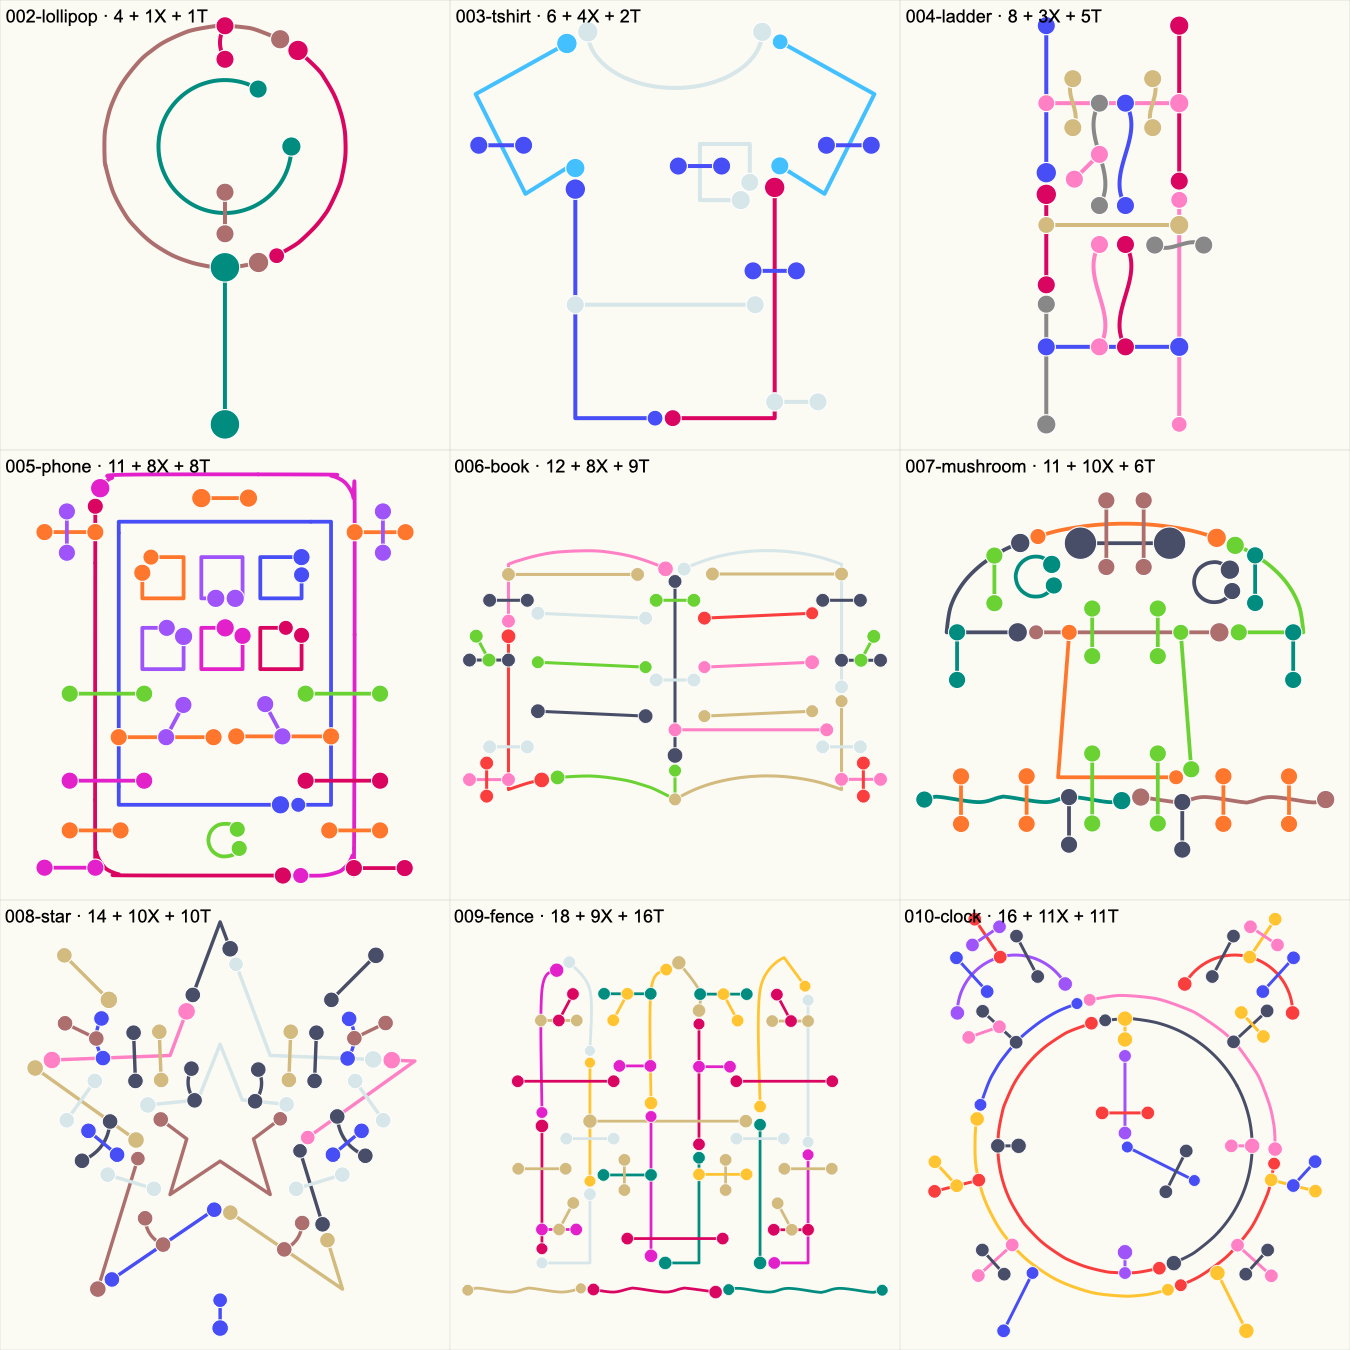 002-lollipop · 4 + 1X + 1T
003-tshirt · 6 + 4X + 2T
004-ladder · 8 + 3X + 5T
005-phone · 11 + 8X + 8T
006-book · 12 + 8X + 9T
007-mushroom · 11 + 10X + 6T
008-star · 14 + 10X + 10T
009-fence · 18 + 9X + 16T
010-clock · 16 + 11X + 11T